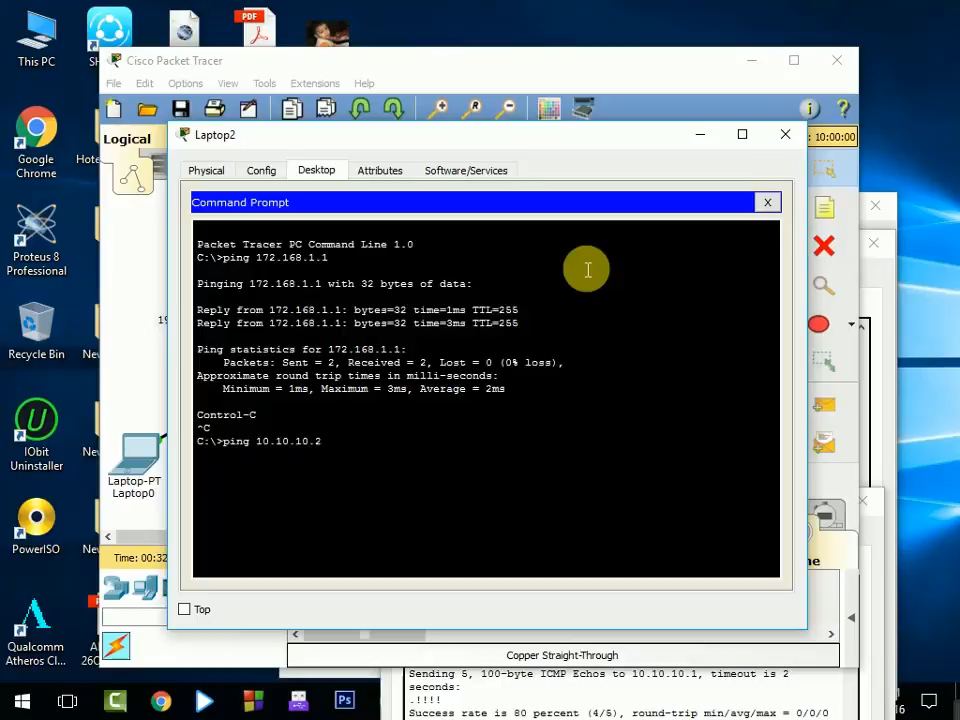 This PC
PDF
Cisco Packet Tracer
File Edit Options View Tools Extensions Help
Logical
10:00:00
Google
Chrome
Laptop2
Physical Config Desktop Attributes Software/Services
Command Prompt
X
Packet Tracer PC Command Line 1.0
C:\>ping 172.168.1.1
Pinging 172.168.1.1 with 32 bytes of data:
Reply from 172.168.1.1: bytes=32 time=1ms TTL=255
Reply from 172.168.1.1: bytes=32 time=3ms TTL=255
Ping statistics for 172.168.1.1:
Packets: Sent = 2, Received = 2, Lost = 0 (0% loss),
Approximate round trip times in milli-seconds:
Minimum = 1ms, Maximum = 3ms, Average = 2ms
Control-C
^C
C:\>ping 10.10.10.2
Proteus 8
Professional
Recycle Bin
IObit
Uninstaller
Laptop-PT
Laptop0
PowerISO
Time: 00:32
Top
Qualcomm
Atheros Cl...
Copper Straight-Through
Sending 5, 100-byte ICMP Echos to 10.10.10.1, timeout is 2
seconds:
.!!!!
Success rate is 80 percent (4/5), round-trip min/avg/max = 0/0/0
Ps